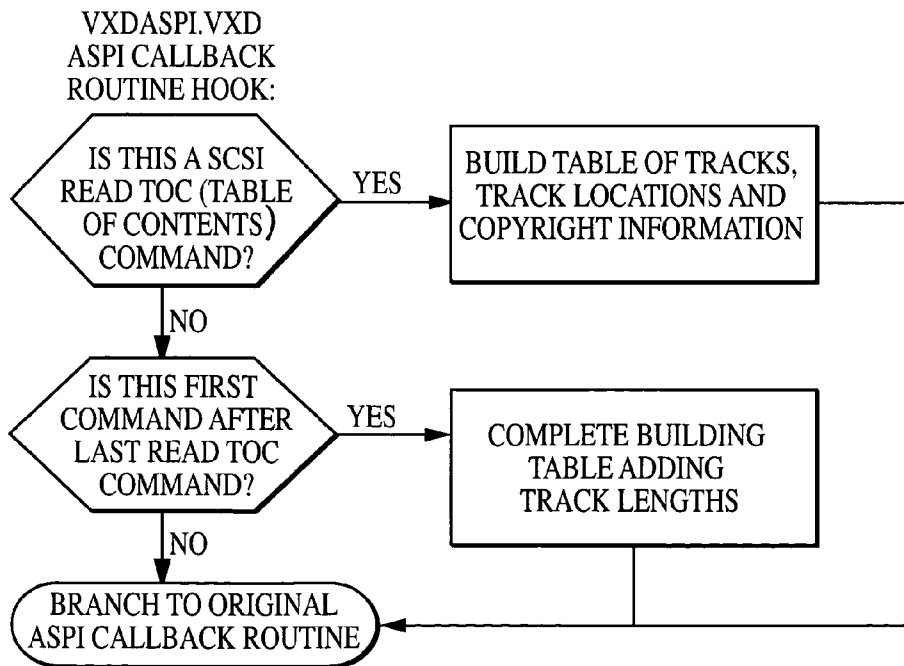 VXDASPI.VXD
ASPI CALLBACK
ROUTINE HOOK:
IS THIS A SCSI
READ TOC (TABLE
OF CONTENTS)
COMMAND?
YES
BUILD TABLE OF TRACKS,
TRACK LOCATIONS AND
COPYRIGHT INFORMATION
NO
IS THIS FIRST
COMMAND AFTER
LAST READ TOC
COMMAND?
YES
COMPLETE BUILDING
TABLE ADDING
TRACK LENGTHS
NO
BRANCH TO ORIGINAL
ASPI CALLBACK ROUTINE